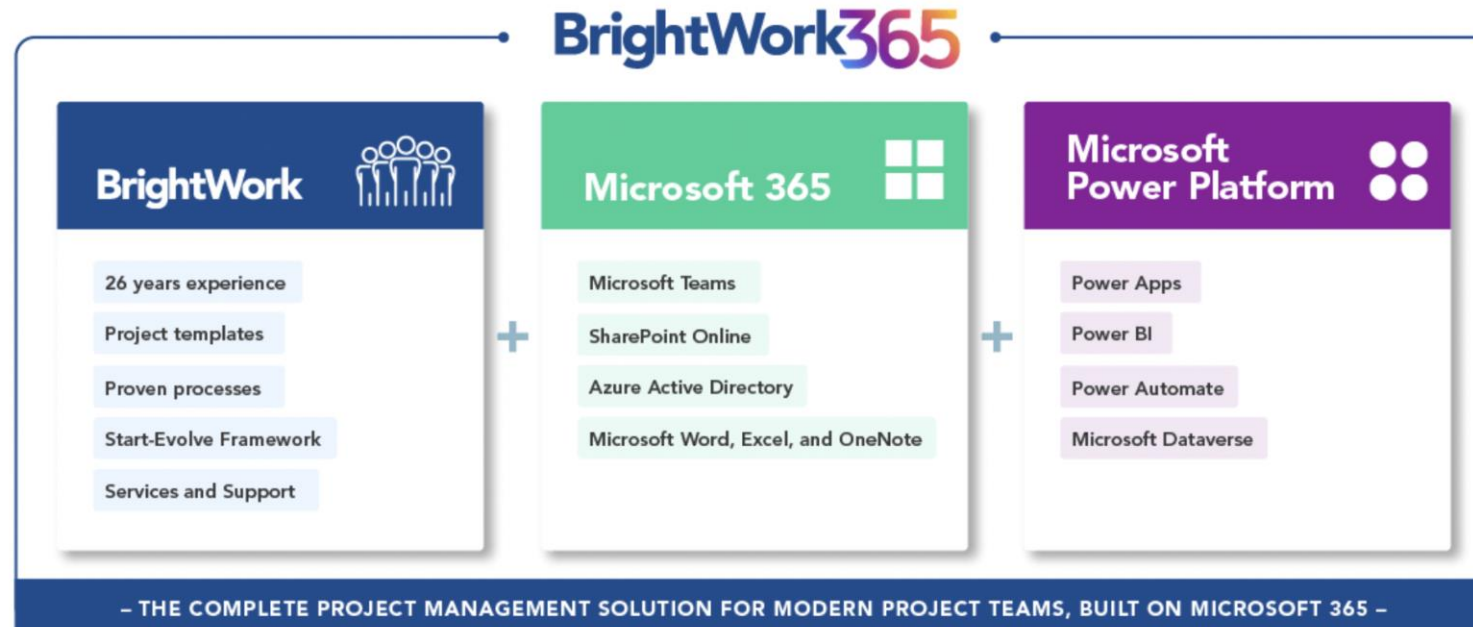 BrightWork365
BrightWork
26 years experience
Project templates
Proven processes
Start-Evolve Framework
Services and Support
+
Microsoft 365
Microsoft Teams
SharePoint Online
Azure Active Directory
Microsoft Word, Excel, and OneNote
+
Microsoft
Power Platform
Power Apps
Power BI
Power Automate
Microsoft Dataverse
– THE COMPLETE PROJECT MANAGEMENT SOLUTION FOR MODERN PROJECT TEAMS, BUILT ON MICROSOFT 365 –